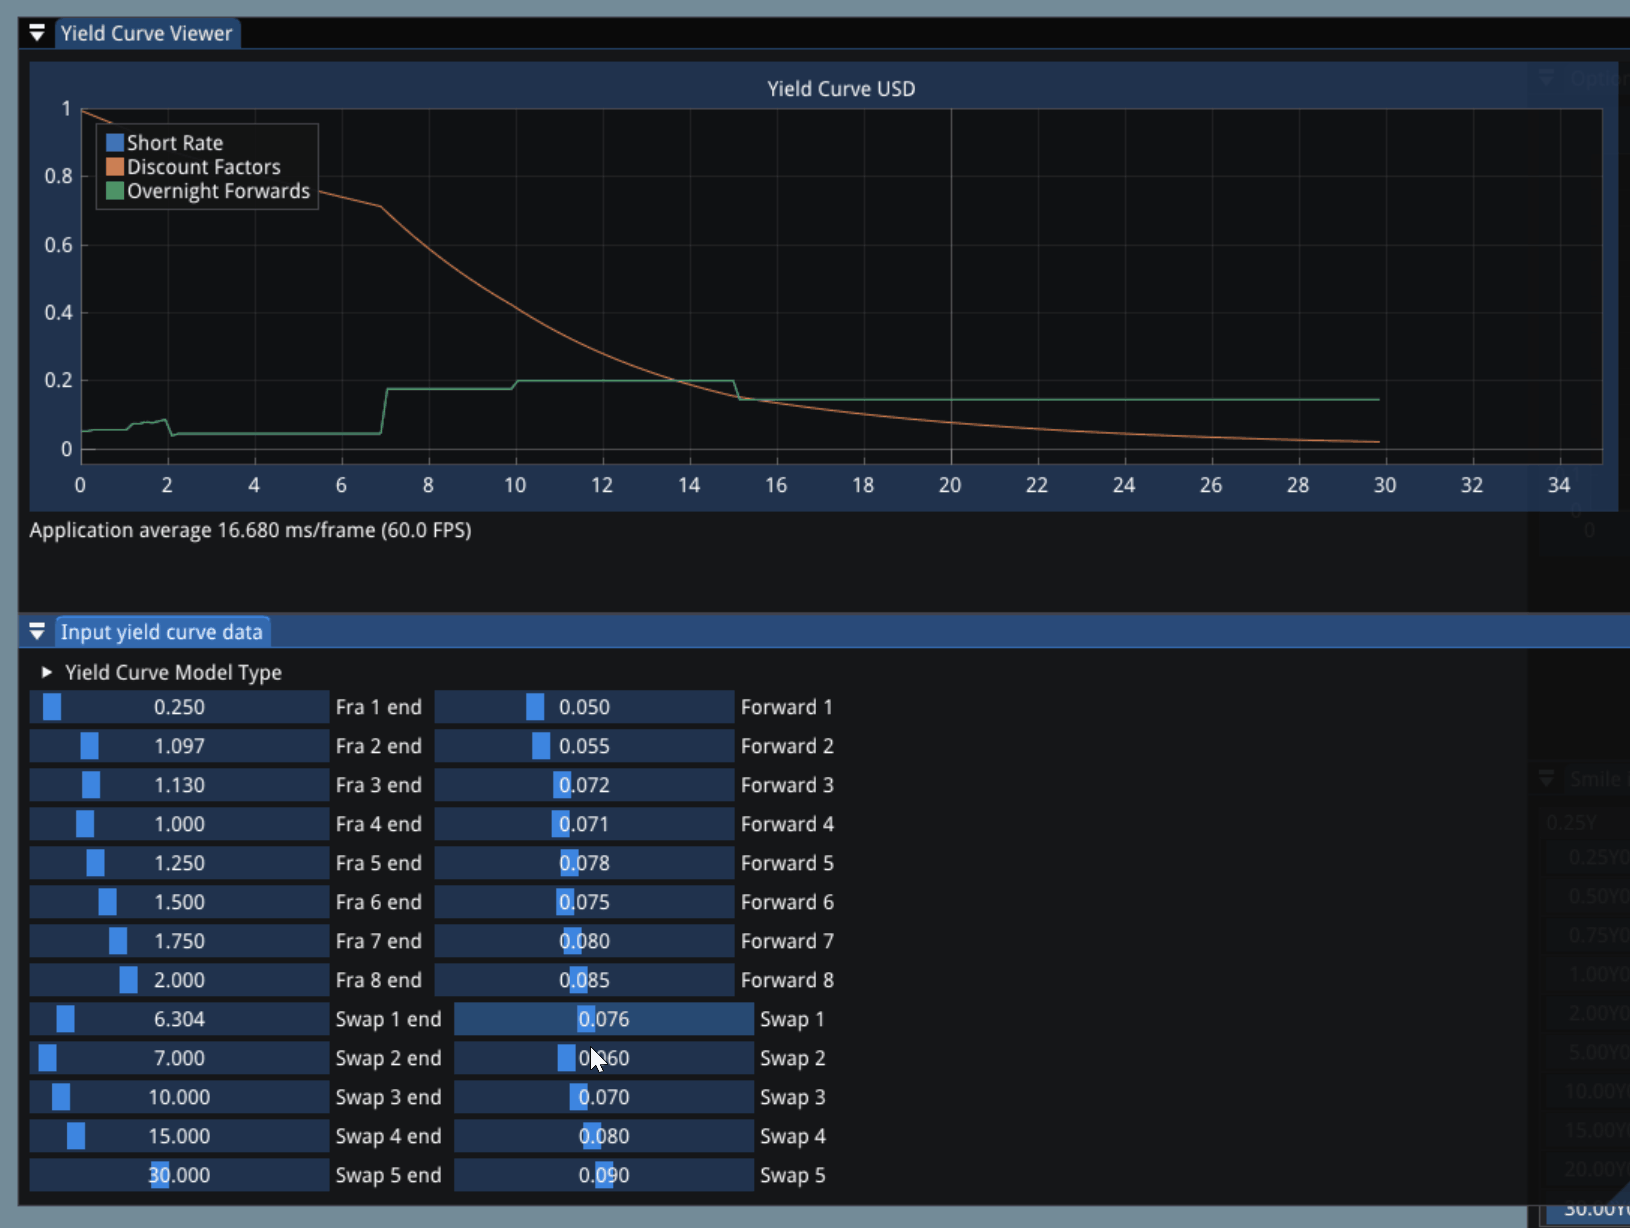 Yield Curve Viewer
Yield Curve USD
1
Short Rate
Discount Factors
0.8
Overnight Forwards
0.6
0.4
0.2
0
0 2 4 6 8 10 12 14 16 18 20 22 24 26 28 30 32 34
Application average 16.680 ms/frame (60.0 FPS)
Input yield curve data
Yield Curve Model Type
0.250 Fra 1 end 0.050 Forward 1
1.097 Fra 2 end 0.055 Forward 2
1.130 Fra 3 end 0.072 Forward 3
Smile
1.000 Fra 4 end 0.071 Forward 4
0.25Y
1.250 Fra 5 end 0.078 Forward 5
0.25Y
1.500 Fra 6 end 0.075 Forward 6
0.50Y
1.750 Fra 7 end 0.080 Forward 7
0.75Y
2.000 Fra 8 end 0.085 Forward 8
1.00Y
6.304 Swap 1 end 0.076 Swap 1
2.00Y
7.000 Swap 2 end 0.060 Swap 2
5.00Y
10.000 Swap 3 end 0.070 Swap 3
10.00Y
15.000 Swap 4 end 0.080 Swap 4
15.00Y
30.000 Swap 5 end 0.090 Swap 5
20.00Y
30.00Y